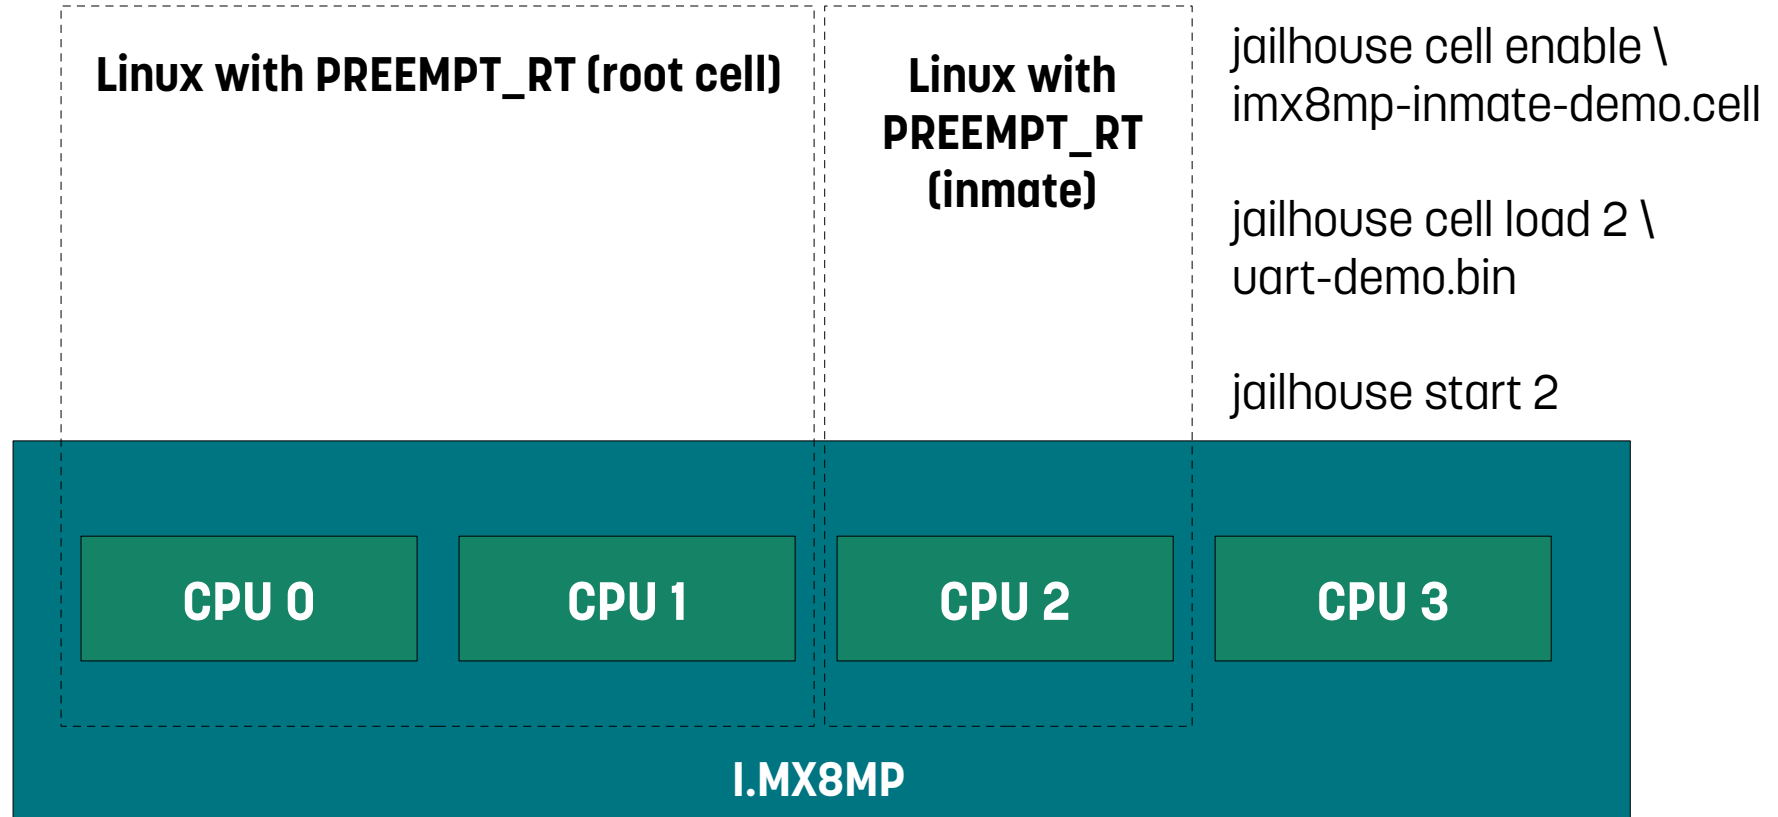 Linux with PREEMPT_RT (root cell)
Linux with
PREEMPT_RT
(inmate)
jailhouse cell enable \
imx8mp-inmate-demo.cell
jailhouse cell load 2 \
uart-demo.bin
jailhouse start 2
CPU 0
CPU 1
CPU 2
CPU 3
I.MX8MP